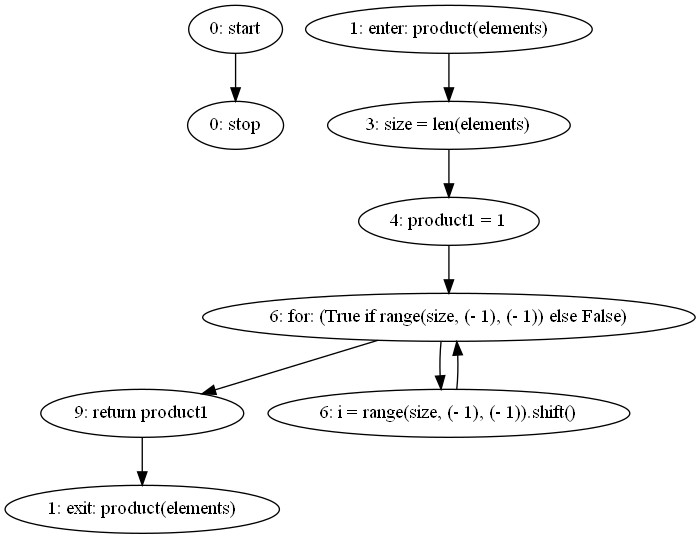 0: start
1: enter: product(elements)
0: stop
3: size = len(elements)
4: product1 = 1
6: for: (True if range(size, (- 1), (- 1)) else False)
9: return product1
6: i = range(size, (- 1), (- 1)).shift()
1: exit: product(elements)